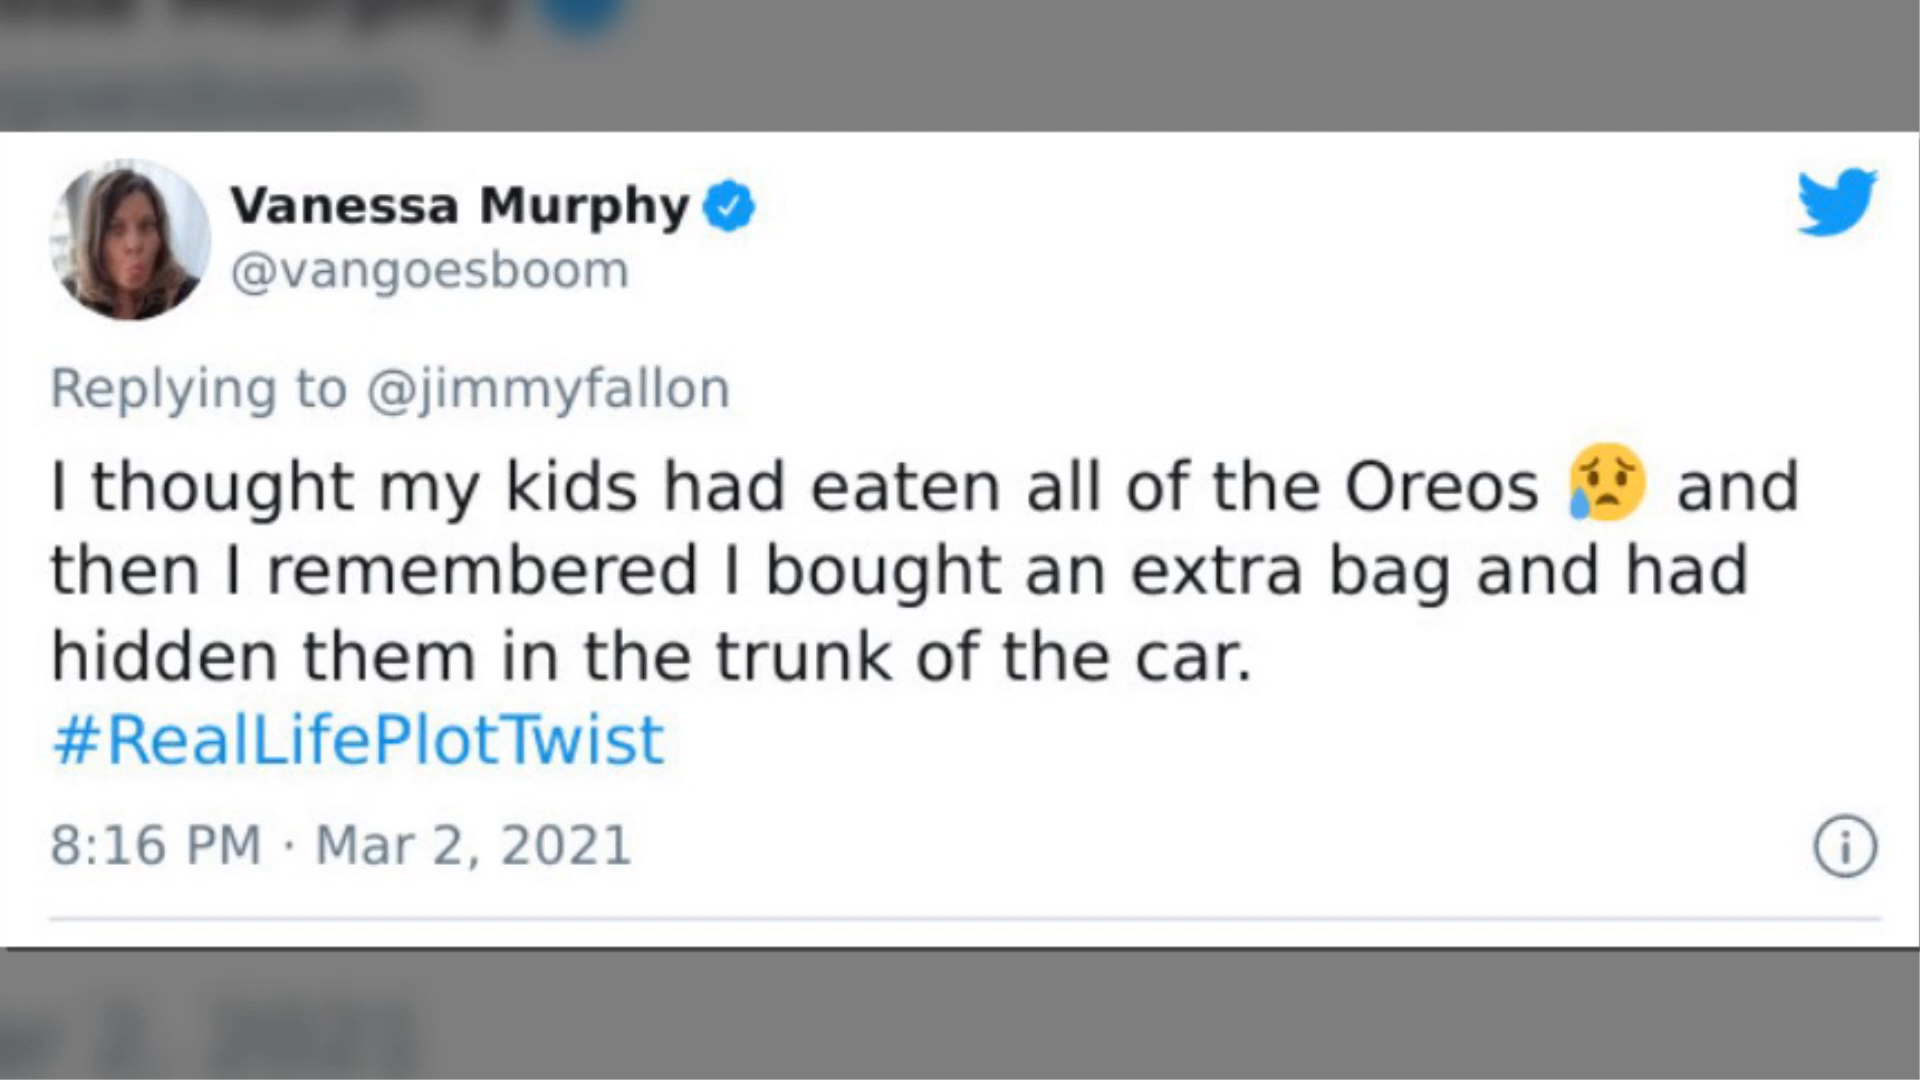 Vanessa Murphy
@vangoesboom
Replying to @jimmyfallon
I thought my kids had eaten all of the Oreos 😥 and
then I remembered I bought an extra bag and had
hidden them in the trunk of the car.
#RealLifePlotTwist
8:16 PM · Mar 2, 2021